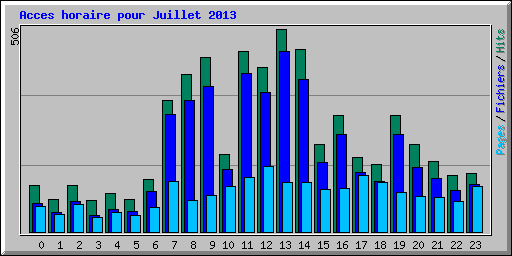 Acces horaire pour Juillet 2013
506
Pages / Fichiers / Hits
0 1 2 3 4 5 6 7 8 9 10 11 12 13 14 15 16 17 18 19 20 21 22 23